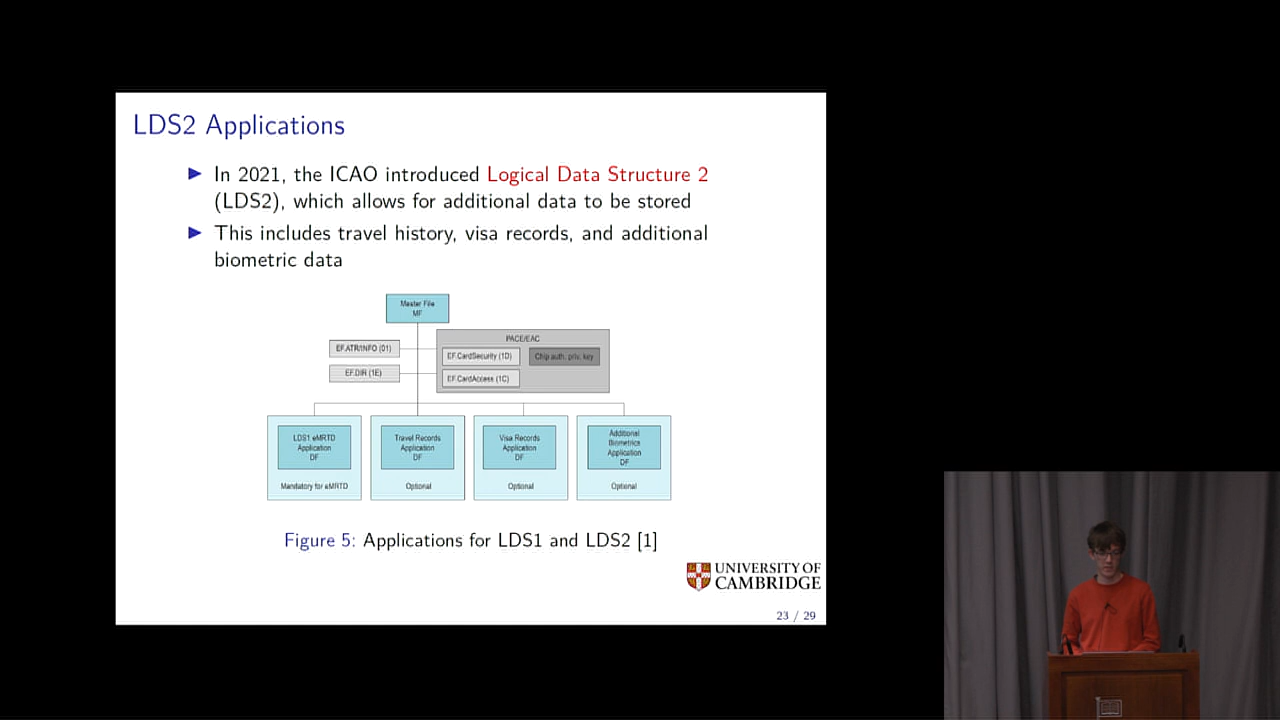 LDS2 Applications
In 2021, the ICAO introduced Logical Data Structure 2
(LDS2), which allows for additional data to be stored
This includes travel history, visa records, and additional
biometric data
Master File
MF
PACE/EAC
EF.ATR/INFO (01)
EF.CardSecurity (1D)
Chip auth. priv. key
EF.DIR (1E)
EF.CardAccess (1C)
LDS1 eMRTD
Application
DF
Mandatory for eMRTD
Travel Records
Application
DF
Optional
Visa Records
Application
DF
Optional
Additional
Biometrics
Application
DF
Optional
Figure 5: Applications for LDS1 and LDS2 [1]
UNIVERSITY OF
CAMBRIDGE
23 / 29